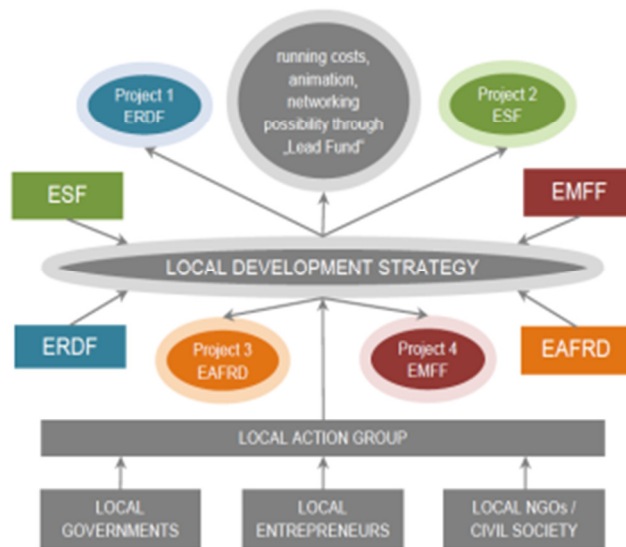 running costs,
animation,
networking
possibility through
„Lead Fund"
Project 1
ERDF
Project 2
ESF
ESF
EMFF
LOCAL DEVELOPMENT STRATEGY
ERDF
Project 3
EAFRD
Project 4
EMFF
EAFRD
LOCAL ACTION GROUP
LOCAL
GOVERNMENTS
LOCAL
ENTREPRENEURS
LOCAL NGOs /
CIVIL SOCIETY